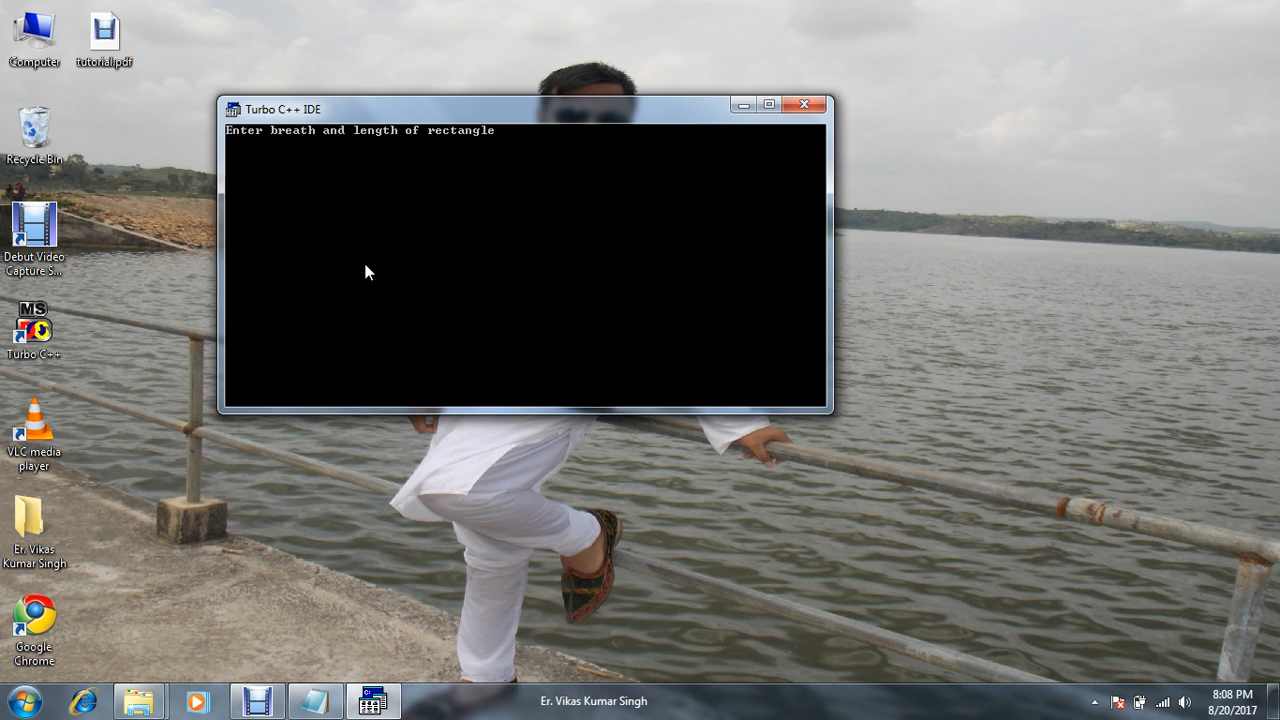 Computer
tutorial.pdf
Recycle Bin
Debut Video
Capture S...
MS
Turbo C++
VLC media
player
Er. Vikas
Kumar Singh
Google
Chrome
Turbo C++ IDE
Enter breath and length of rectangle
Er. Vikas Kumar Singh
8:08 PM
8/20/2017